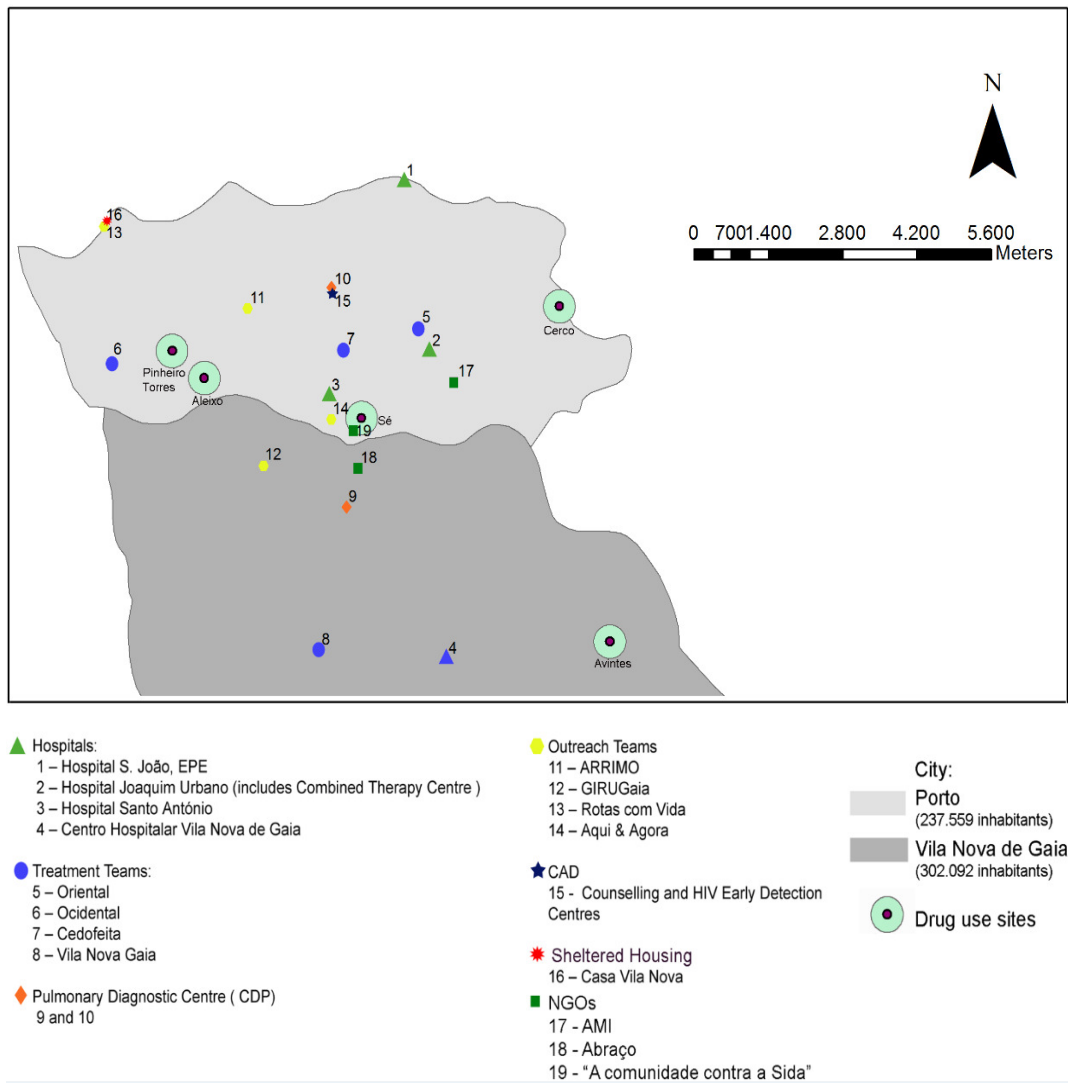 N
0 7001.400 2.800 4.200 5.600
Meters
1
16
13
10
15
11
5
Cerco
7
2
6
Pinheiro
Torres
17
Aleixo
3
14
Sé
19
12
18
9
8
4
Avintes
Hospitals:
1 – Hospital S. João, EPE
2 – Hospital Joaquim Urbano (includes Combined Therapy Centre )
3 – Hospital Santo António
4 – Centro Hospitalar Vila Nova de Gaia
Treatment Teams:
5 – Oriental
6 – Ocidental
7 – Cedofeita
8 – Vila Nova Gaia
Pulmonary Diagnostic Centre ( CDP)
9 and 10
Outreach Teams
11 – ARRIMO
12 – GIRUGaia
13 – Rotas com Vida
14 – Aqui & Agora
CAD
15 - Counselling and HIV Early Detection
Centres
Sheltered Housing
16 – Casa Vila Nova
NGOs
17 - AMI
18 - Abraço
19 - “A comunidade contra a Sida”
City:
Porto
(237.559 inhabitants)
Vila Nova de Gaia
(302.092 inhabitants)
Drug use sites